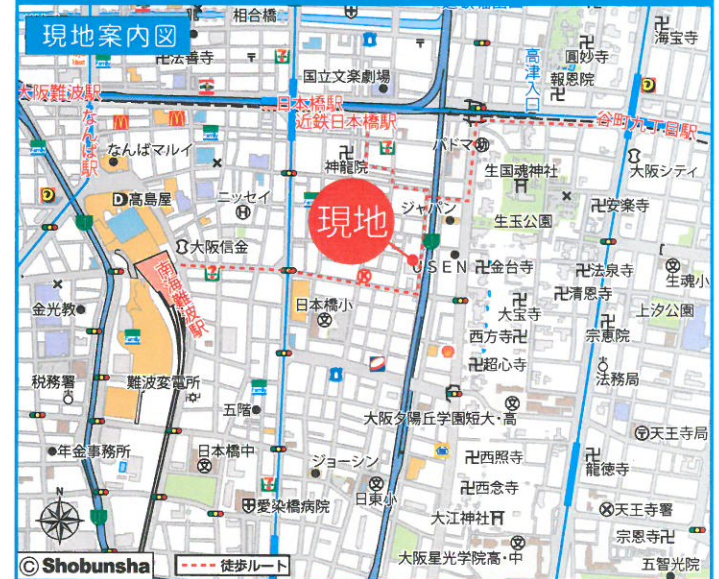 現地案内図
相合橋
海宝寺
法善寺
国立文楽劇場
高津入口
圓妙寺
報恩院
大阪難波駅
なんば駅
日本橋駅
近鉄日本橋駅
谷町九丁目駅
なんばマルイ
神龍院
パドマ幼
生国魂神社
大阪シティ
髙島屋
ニッセイ
現地
ジャパン
生玉公園
安楽寺
大阪信金
USEN
金台寺
法泉寺
生魂小
南海難波駅
清恩寺
金光教
日本橋小
大宝寺
上汐公園
西方寺
宗恵院
超心寺
法務局
税務署
難波変電所
五階
大阪夕陽丘学園短大・高
天王寺局
年金事務所
日本橋中
ジョーシン
西照寺
龍徳寺
愛染橋病院
日東小
西念寺
天王寺署
大江神社
宗恩寺
N
大阪星光学院高・中
五智光院
© Shobunsha
徒歩ルート